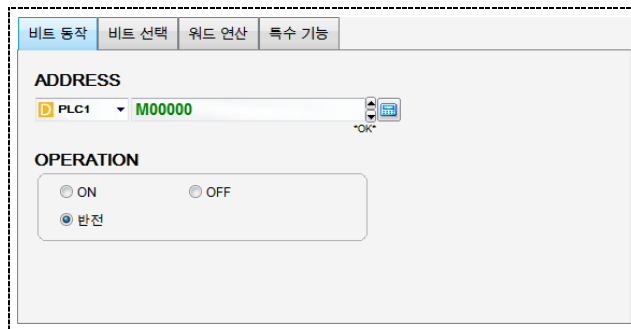 비트 동작 비트 선택 워드 연산 특수 기능
ADDRESS
D PLC1 M00000
*OK*
OPERATION
ON OFF
반전